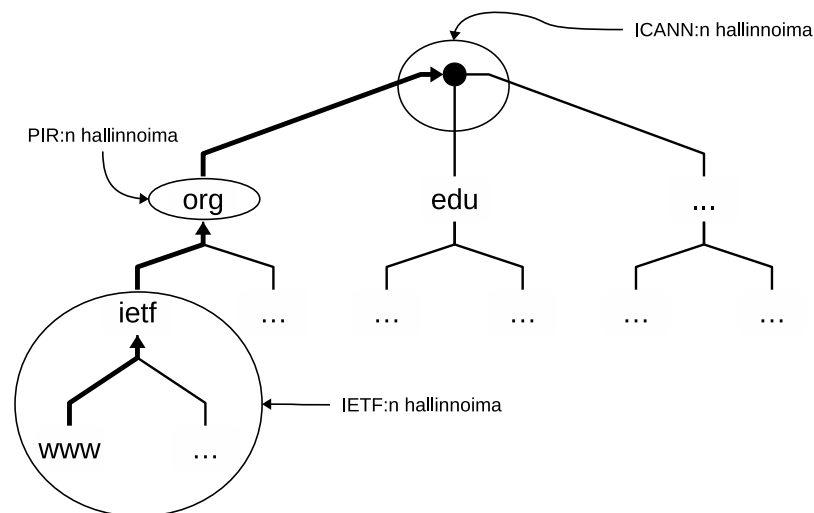 ICANN:n hallinnoima
PIR:n hallinnoima
org
edu
...
ietf
...
...
...
...
...
IETF:n hallinnoima
www
...